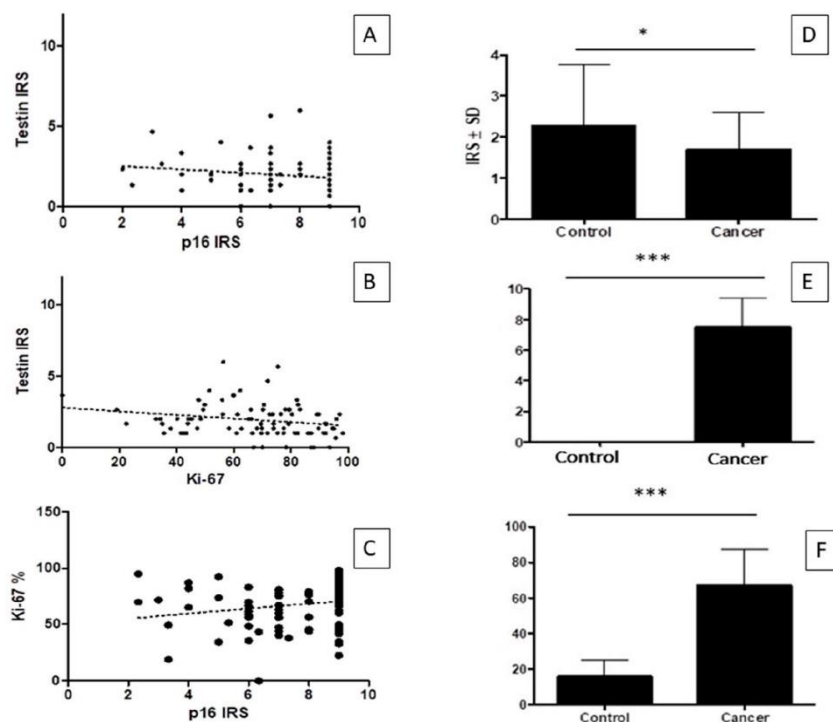 A
Testin IRS
10
5
0
0 2 4 6 8 10
p16 IRS
B
Testin IRS
10
5
0
0 20 40 60 80 100
Ki-67
C
Ki-67 %
150
100
50
0
0 2 4 6 8 10
p16 IRS
D
*
IRS ± SD
4
3
2
1
0
Control Cancer
E
***
10
8
6
4
2
0
Control Cancer
F
***
100
80
60
40
20
0
Control Cancer